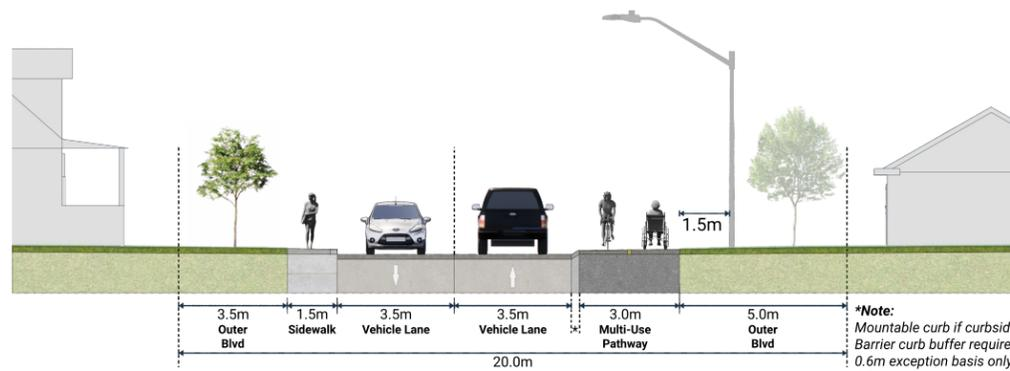 1.5m
3.5m
Outer
Blvd
1.5m
Sidewalk
3.5m
Vehicle Lane
3.5m
Vehicle Lane
*
3.0m
Multi-Use
Pathway
5.0m
Outer
Blvd
20.0m
*Note:
Mountable curb if curbsid
Barrier curb buffer require
0.6m exception basis only